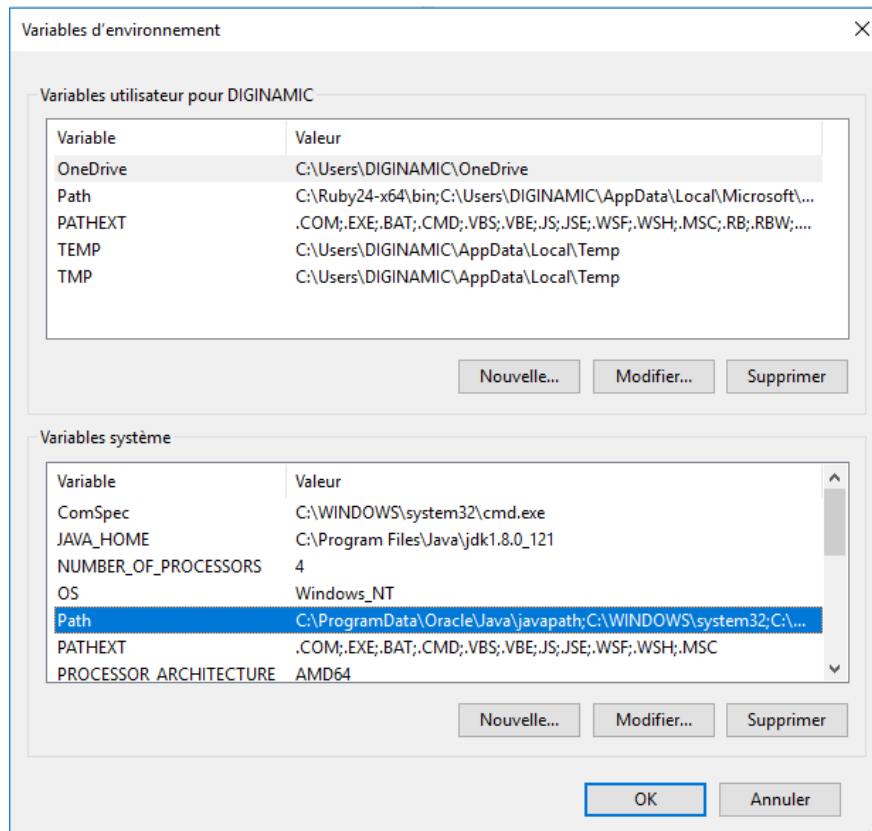 Variables d'environnement
Variables utilisateur pour DIGINAMIC
Variable Valeur
OneDrive C:\Users\DIGINAMIC\OneDrive
Path C:\Ruby24-x64\bin;C:\Users\DIGINAMIC\AppData\Local\Microsoft\...
PATHEXT .COM;.EXE;.BAT;.CMD;.VBS;.VBE;.JS;.JSE;.WSF;.WSH;.MSC;.RB;.RBW;....
TEMP C:\Users\DIGINAMIC\AppData\Local\Temp
TMP C:\Users\DIGINAMIC\AppData\Local\Temp
Nouvelle... Modifier... Supprimer
Variables système
Variable Valeur
ComSpec C:\WINDOWS\system32\cmd.exe
JAVA_HOME C:\Program Files\Java\jdk1.8.0_121
NUMBER_OF_PROCESSORS 4
OS Windows_NT
Path C:\ProgramData\Oracle\Java\javapath;C:\WINDOWS\system32;C:\...
PATHEXT .COM;.EXE;.BAT;.CMD;.VBS;.VBE;.JS;.JSE;.WSF;.WSH;.MSC
PROCESSOR_ARCHITECTURE AMD64
Nouvelle... Modifier... Supprimer
OK Annuler